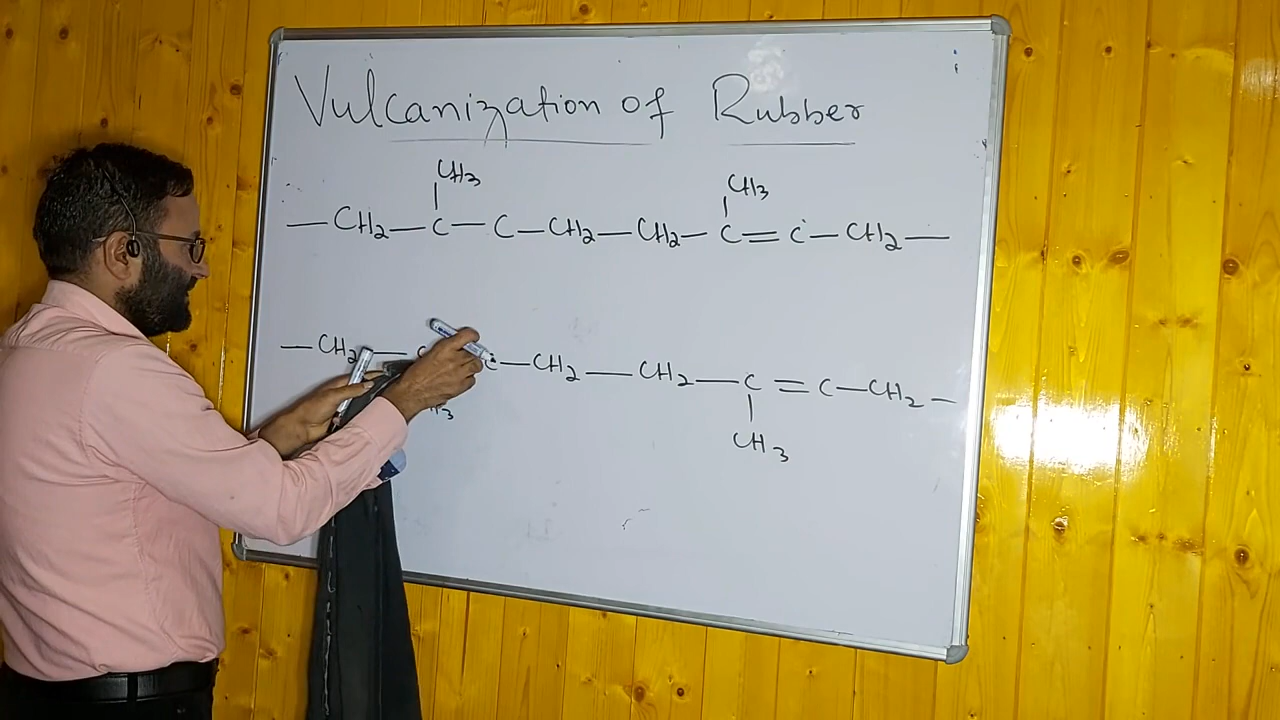 Vulcanization of Rubber
CH3 CH3
— CH2 — C — C — CH2 — CH2 — C = C — CH2 —
— CH2 — C — CH2 — CH2 — C = C — CH2 —
CH3